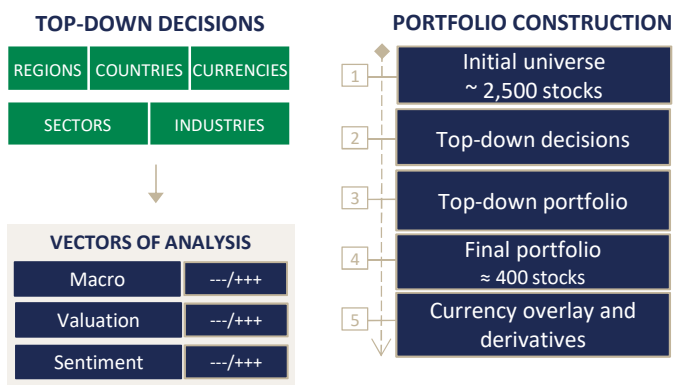 TOP-DOWN DECISIONS
REGIONS COUNTRIES CURRENCIES
SECTORS INDUSTRIES
VECTORS OF ANALYSIS
Macro ---/+++
Valuation ---/+++
Sentiment ---/+++
PORTFOLIO CONSTRUCTION
1 Initial universe
~ 2,500 stocks
2 Top-down decisions
3 Top-down portfolio
4 Final portfolio
≈ 400 stocks
5 Currency overlay and
derivatives